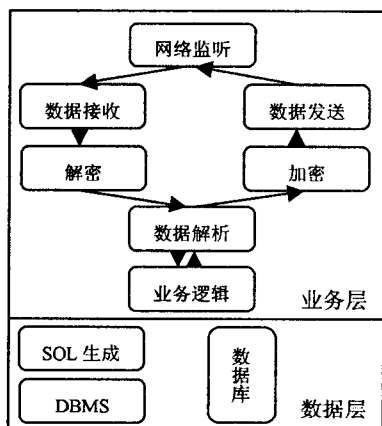 网络监听
数据接收
数据发送
解密
加密
数据解析
业务逻辑
业务层
SOL 生成
数据库
DBMS
数据层